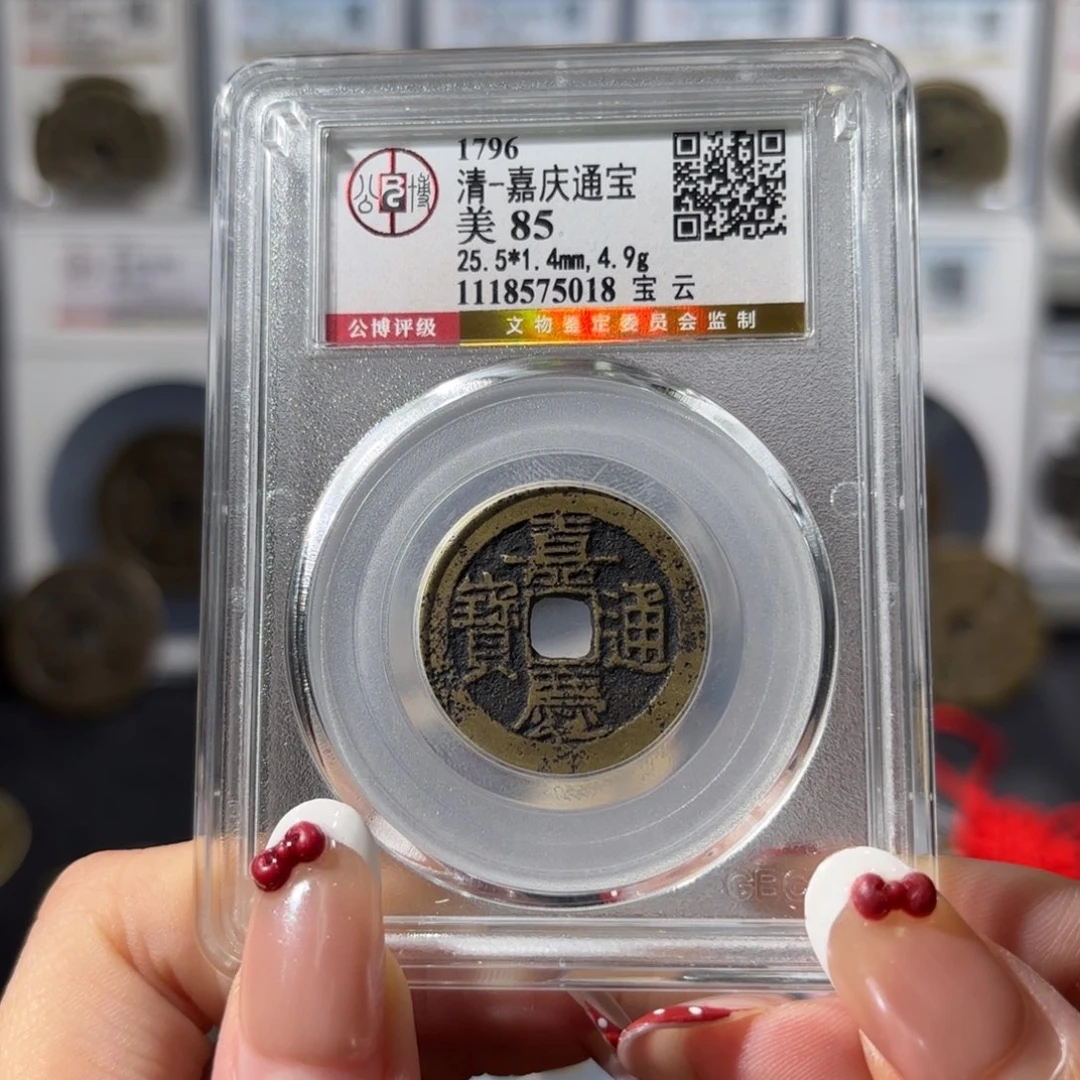 1796
清-嘉庆通宝
美 85
25.5*1.4mm,4.9g
1118575018 宝 云
公 博
公博评级
文物鉴定委员会监制
嘉
寶 通
慶